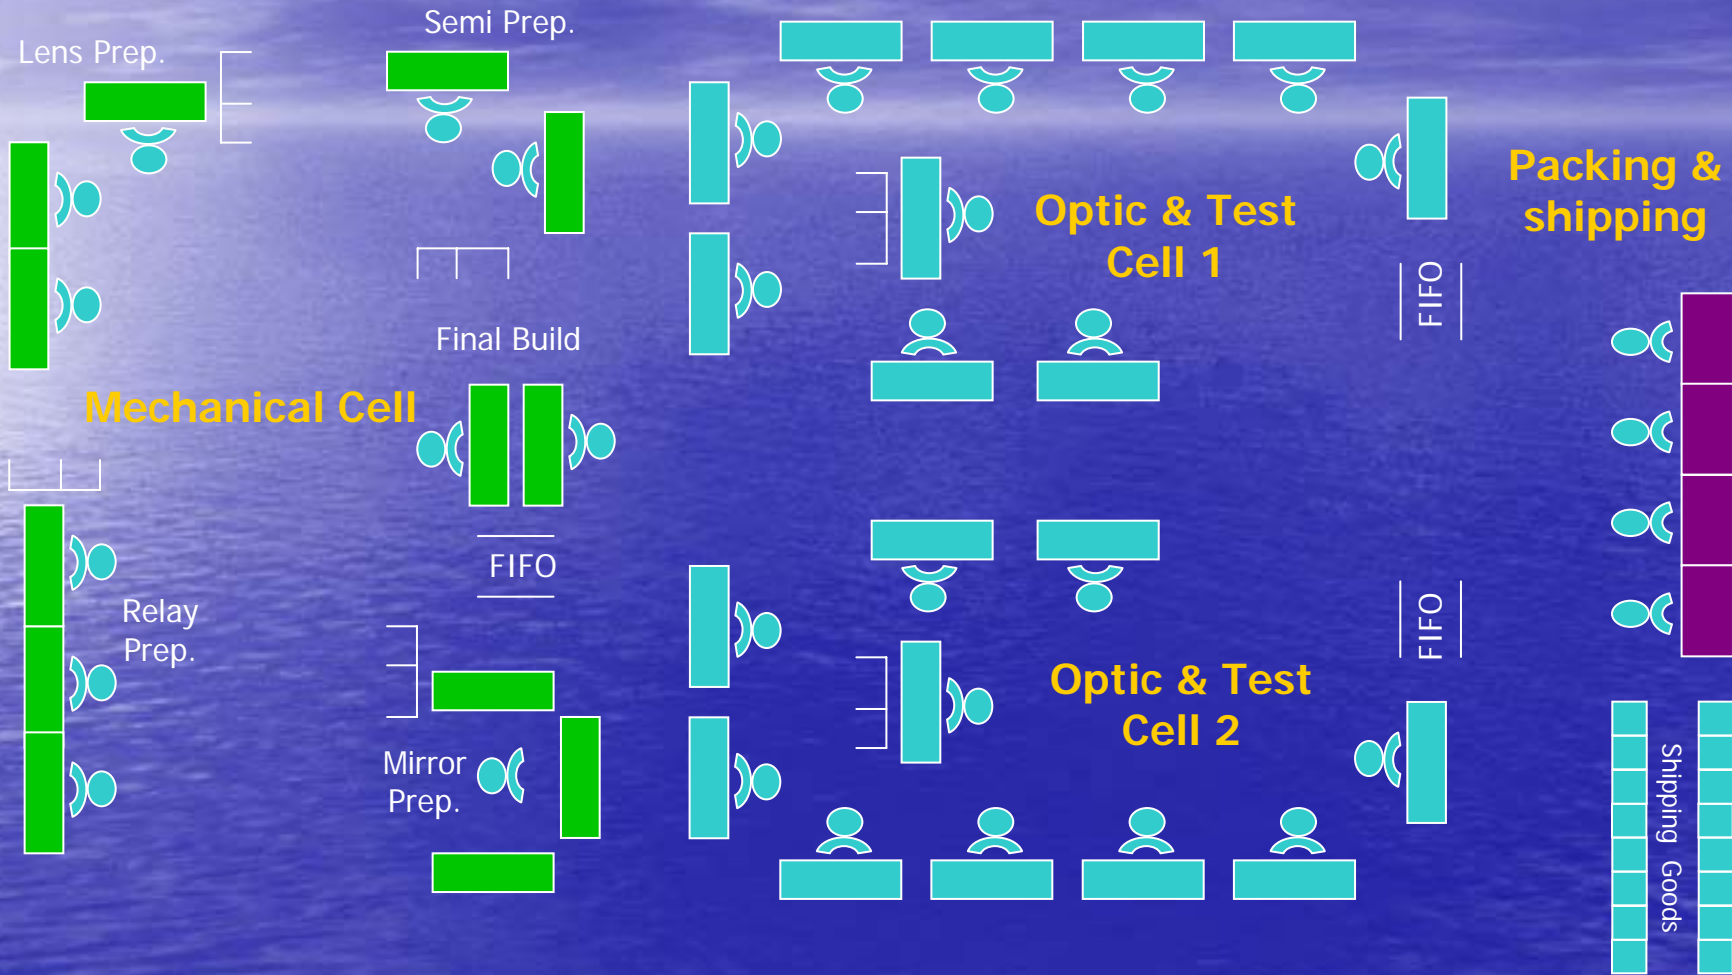 Lens Prep.
Semi Prep.
Optic & Test
Cell 1
Packing &
shipping
FIFO
Final Build
Mechanical Cell
FIFO
Relay
Prep.
FIFO
Optic & Test
Cell 2
Mirror
Prep.
Shipping Goods